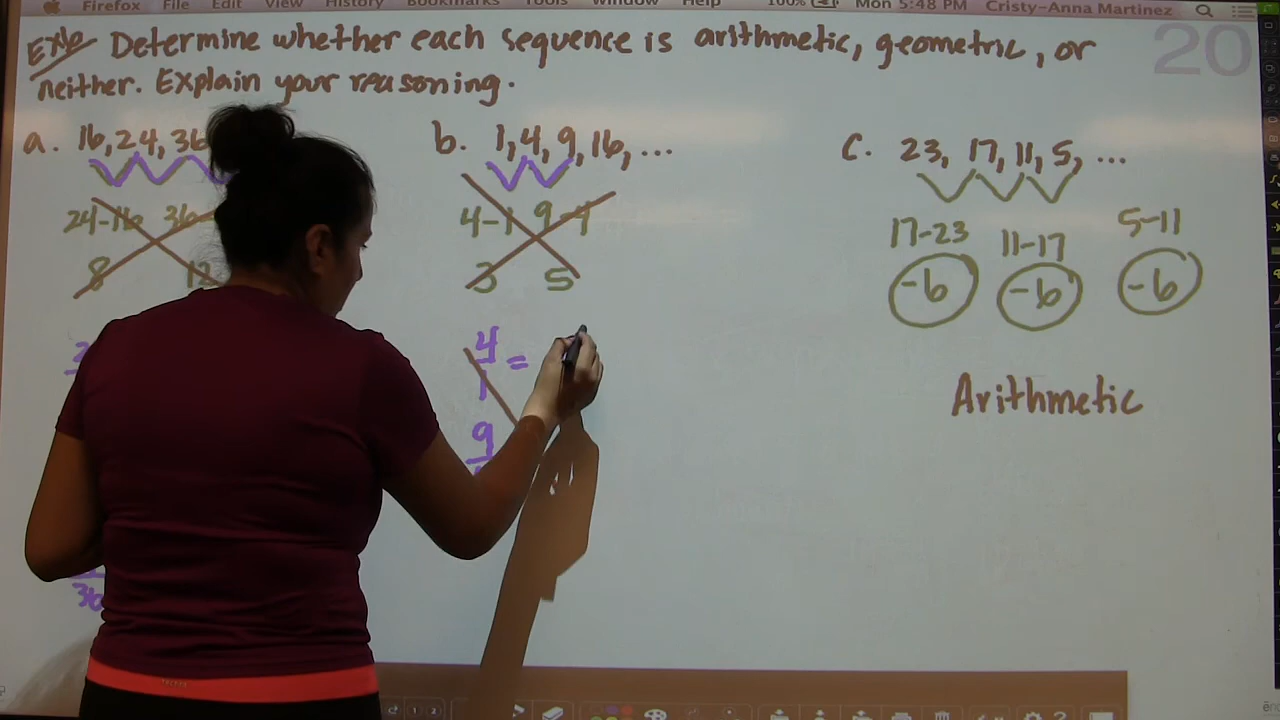 Firefox File Edit View History Bookmarks Tools Window Help 100% Mon 5:48 PM Cristy-Anna Martinez
20
Determine whether each sequence is arithmetic, geometric, or
neither. Explain your reasoning.
a. 16, 24, 36
24-16 36
8 12
36
b. 1, 4, 9, 16, ...
4-1 9-4
3 5
4
1
=
9
c. 23, 17, 11, 5, ...
17-23 11-17 5-11
-6 -6 -6
Arithmetic